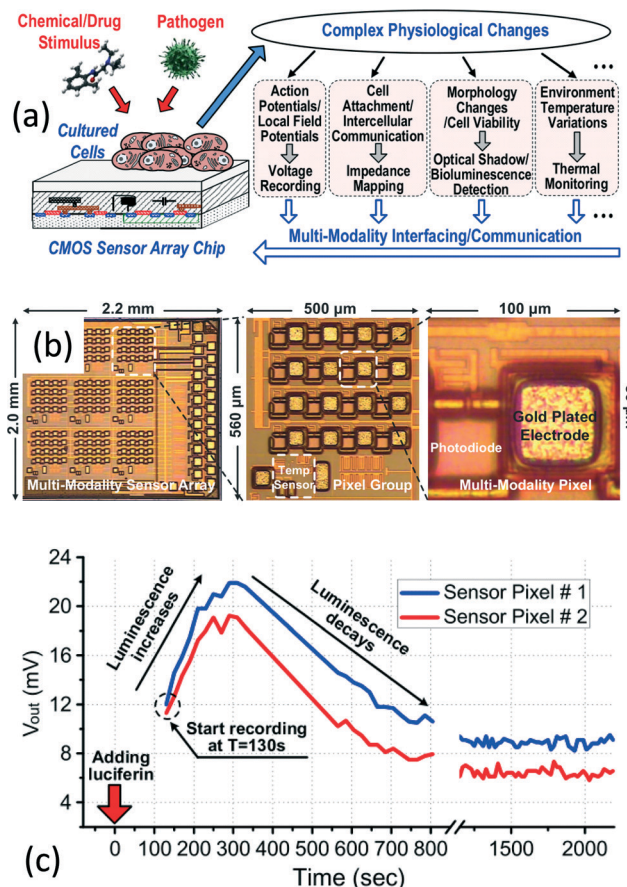 Chemical/Drug
Stimulus
Pathogen
Complex Physiological Changes
(a)
Cultured
Cells
CMOS Sensor Array Chip
Action
Potentials/
Local Field
Potentials
Voltage
Recording
Cell
Attachment/
Intercellular
Communication
Impedance
Mapping
Morphology
Changes
/Cell Viability
Optical Shadow/
Bioluminescence
Detection
Environment
Temperature
Variations
Thermal
Monitoring
...
...
Multi-Modality Interfacing/Communication
(b)
2.2 mm
2.0 mm
Multi-Modality Sensor Array
500 µm
560 µm
Temp
Sensor
Pixel Group
100 µm
Gold Plated
Electrode
Photodiode
Multi-Modality Pixel
(c)
24
20
16
12
8
4
Vout (mV)
Luminescence
increases
Luminescence
decays
Sensor Pixel # 1
Sensor Pixel # 2
Start recording
at T=130s
Adding
luciferin
0 100 200 300 400 500 600 700 800 1500 2000
Time (sec)